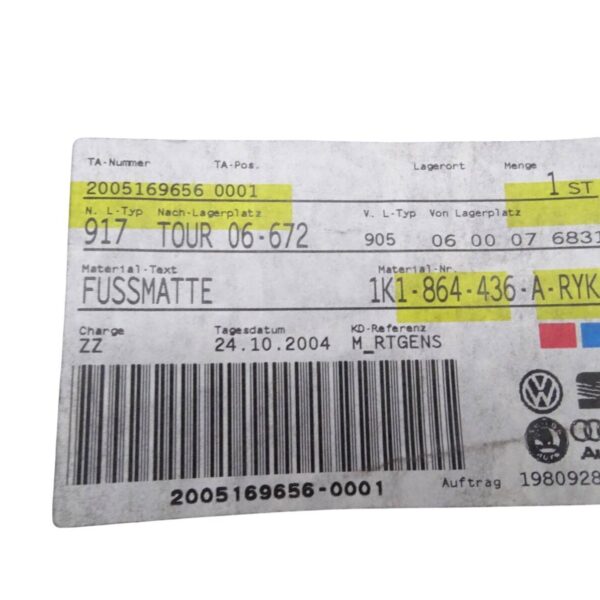 TA-Nummer TA-Pos. Lagerort Menge
2005169656 0001 1 ST
N. L-Typ Nach-Lagerplatz V. L-Typ Von Lagerplatz
917 TOUR 06-672 905 06 00 07 6831
Material-Text Material-Nr.
FUSSMATTE 1K1-864-436-A-RYK
Charge Tagesdatum KD-Referenz
ZZ 24.10.2004 M_RTGENS
2005169656-0001
Auftrag 1980928